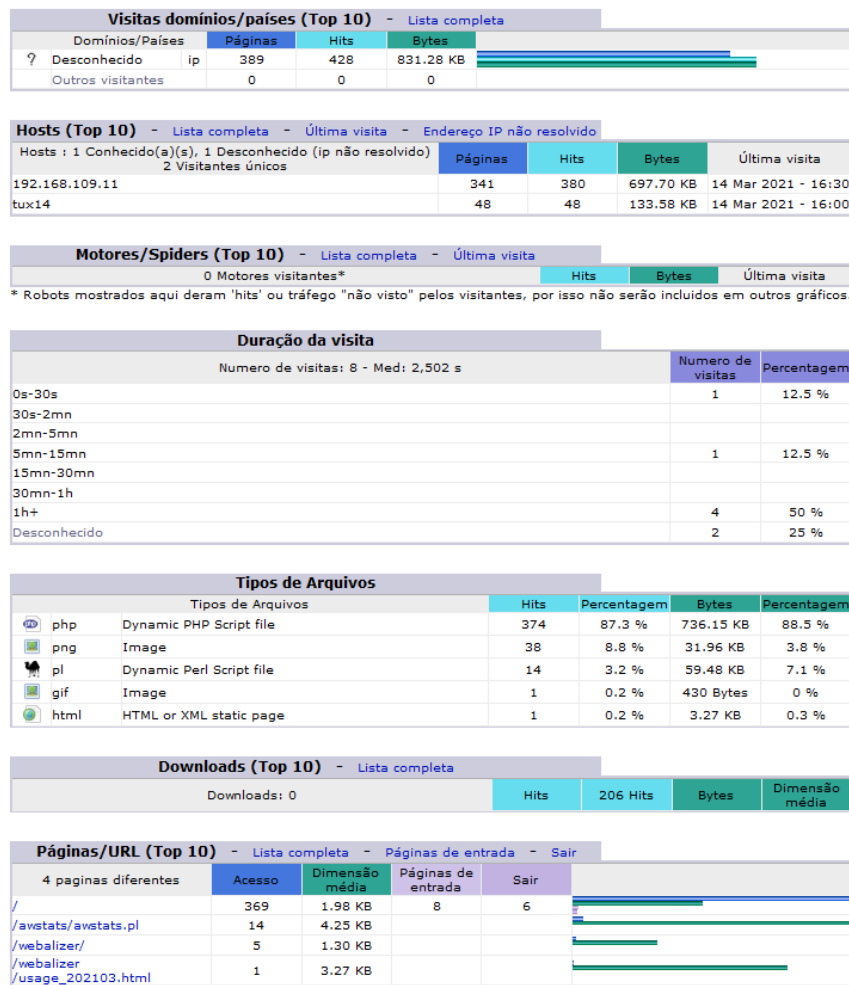 Visitas domínios/países (Top 10) - Lista completa
Domínios/Países Páginas Hits Bytes
? Desconhecido ip 389 428 831.28 KB
Outros visitantes 0 0 0
Hosts (Top 10) - Lista completa - Última visita - Endereço IP não resolvido
Hosts : 1 Conhecido(a)(s), 1 Desconhecido (ip não resolvido)
2 Visitantes únicos
Páginas Hits Bytes Última visita
192.168.109.11 341 380 697.70 KB 14 Mar 2021 - 16:30
tux14 48 48 133.58 KB 14 Mar 2021 - 16:00
Motores/Spiders (Top 10) - Lista completa - Última visita
0 Motores visitantes* Hits Bytes Última visita
* Robots mostrados aqui deram 'hits' ou tráfego "não visto" pelos visitantes, por isso não serão incluidos em outros gráficos.
Duração da visita
Numero de visitas: 8 - Med: 2,502 s Numero de visitas Percentagem
0s-30s 1 12.5 %
30s-2mn
2mn-5mn
5mn-15mn 1 12.5 %
15mn-30mn
30mn-1h
1h+ 4 50 %
Desconhecido 2 25 %
Tipos de Arquivos
Tipos de Arquivos Hits Percentagem Bytes Percentagem
php Dynamic PHP Script file 374 87.3 % 736.15 KB 88.5 %
png Image 38 8.8 % 31.96 KB 3.8 %
pl Dynamic Perl Script file 14 3.2 % 59.48 KB 7.1 %
gif Image 1 0.2 % 430 Bytes 0 %
html HTML or XML static page 1 0.2 % 3.27 KB 0.3 %
Downloads (Top 10) - Lista completa
Downloads: 0 Hits 206 Hits Bytes Dimensão média
Páginas/URL (Top 10) - Lista completa - Páginas de entrada - Sair
4 paginas diferentes Acesso Dimensão média Páginas de entrada Sair
/ 369 1.98 KB 8 6
/awstats/awstats.pl 14 4.25 KB
/webalizer/ 5 1.30 KB
/webalizer
/usage_202103.html 1 3.27 KB